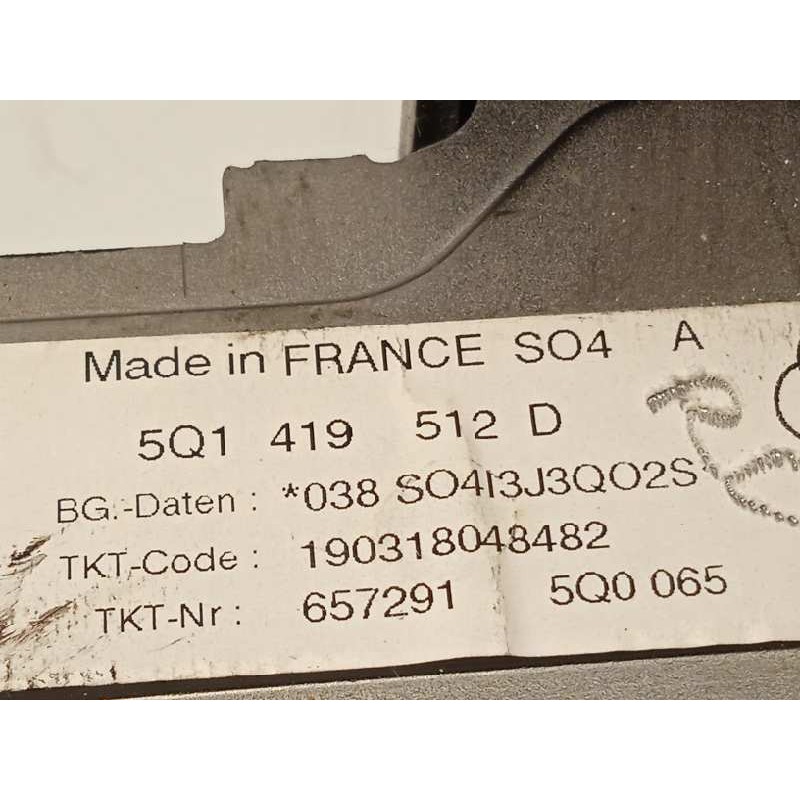 Made in FRANCE SO4 A
5Q1 419 512 D
BG.-Daten : *038 SO4I3J3QO2S
TKT-Code : 190318048482
TKT-Nr : 657291 5Q0 065